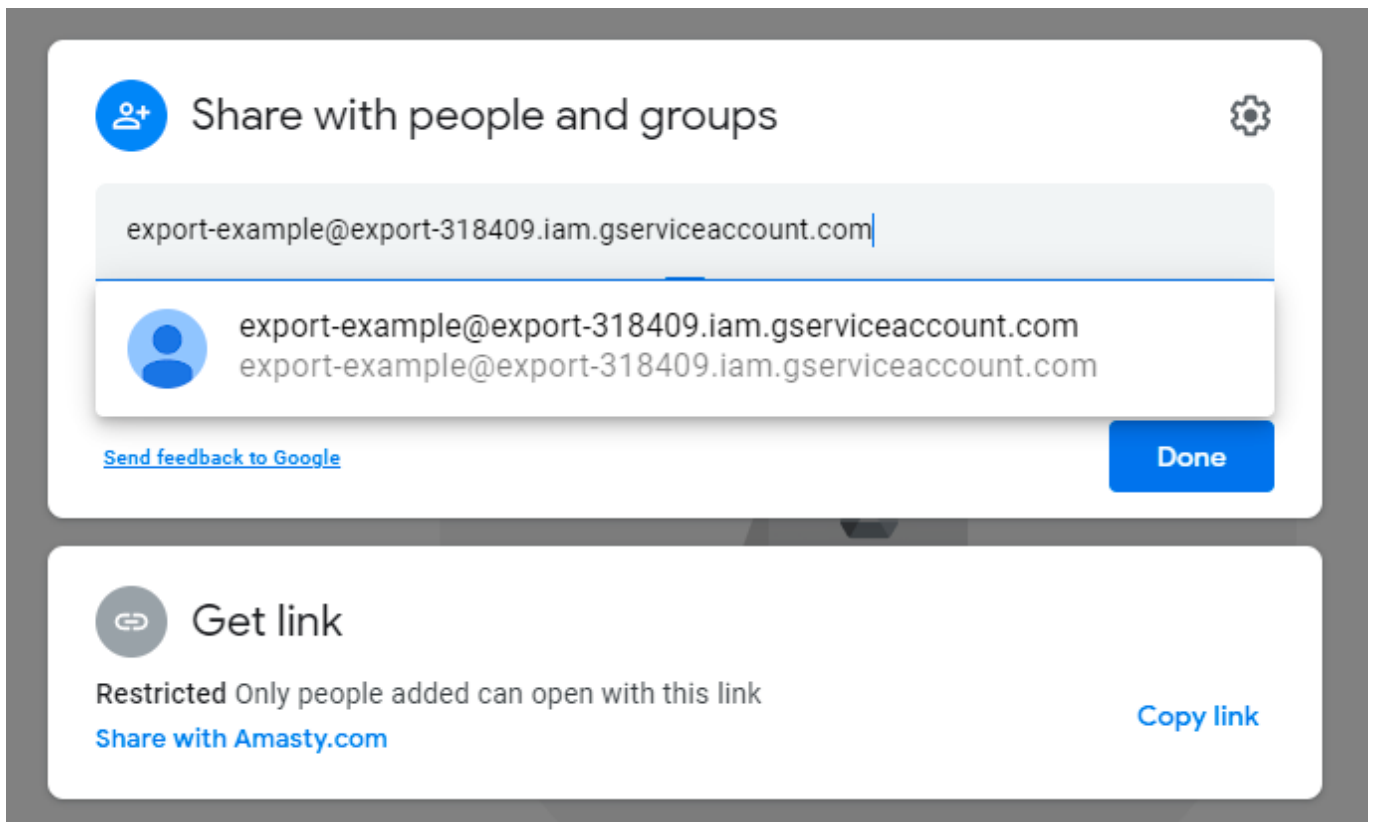 Share with people and groups
export-example@export-318409.iam.gserviceaccount.com
export-example@export-318409.iam.gserviceaccount.com
export-example@export-318409.iam.gserviceaccount.com
Send feedback to Google
Done
Get link
Restricted Only people added can open with this link
Share with Amasty.com
Copy link